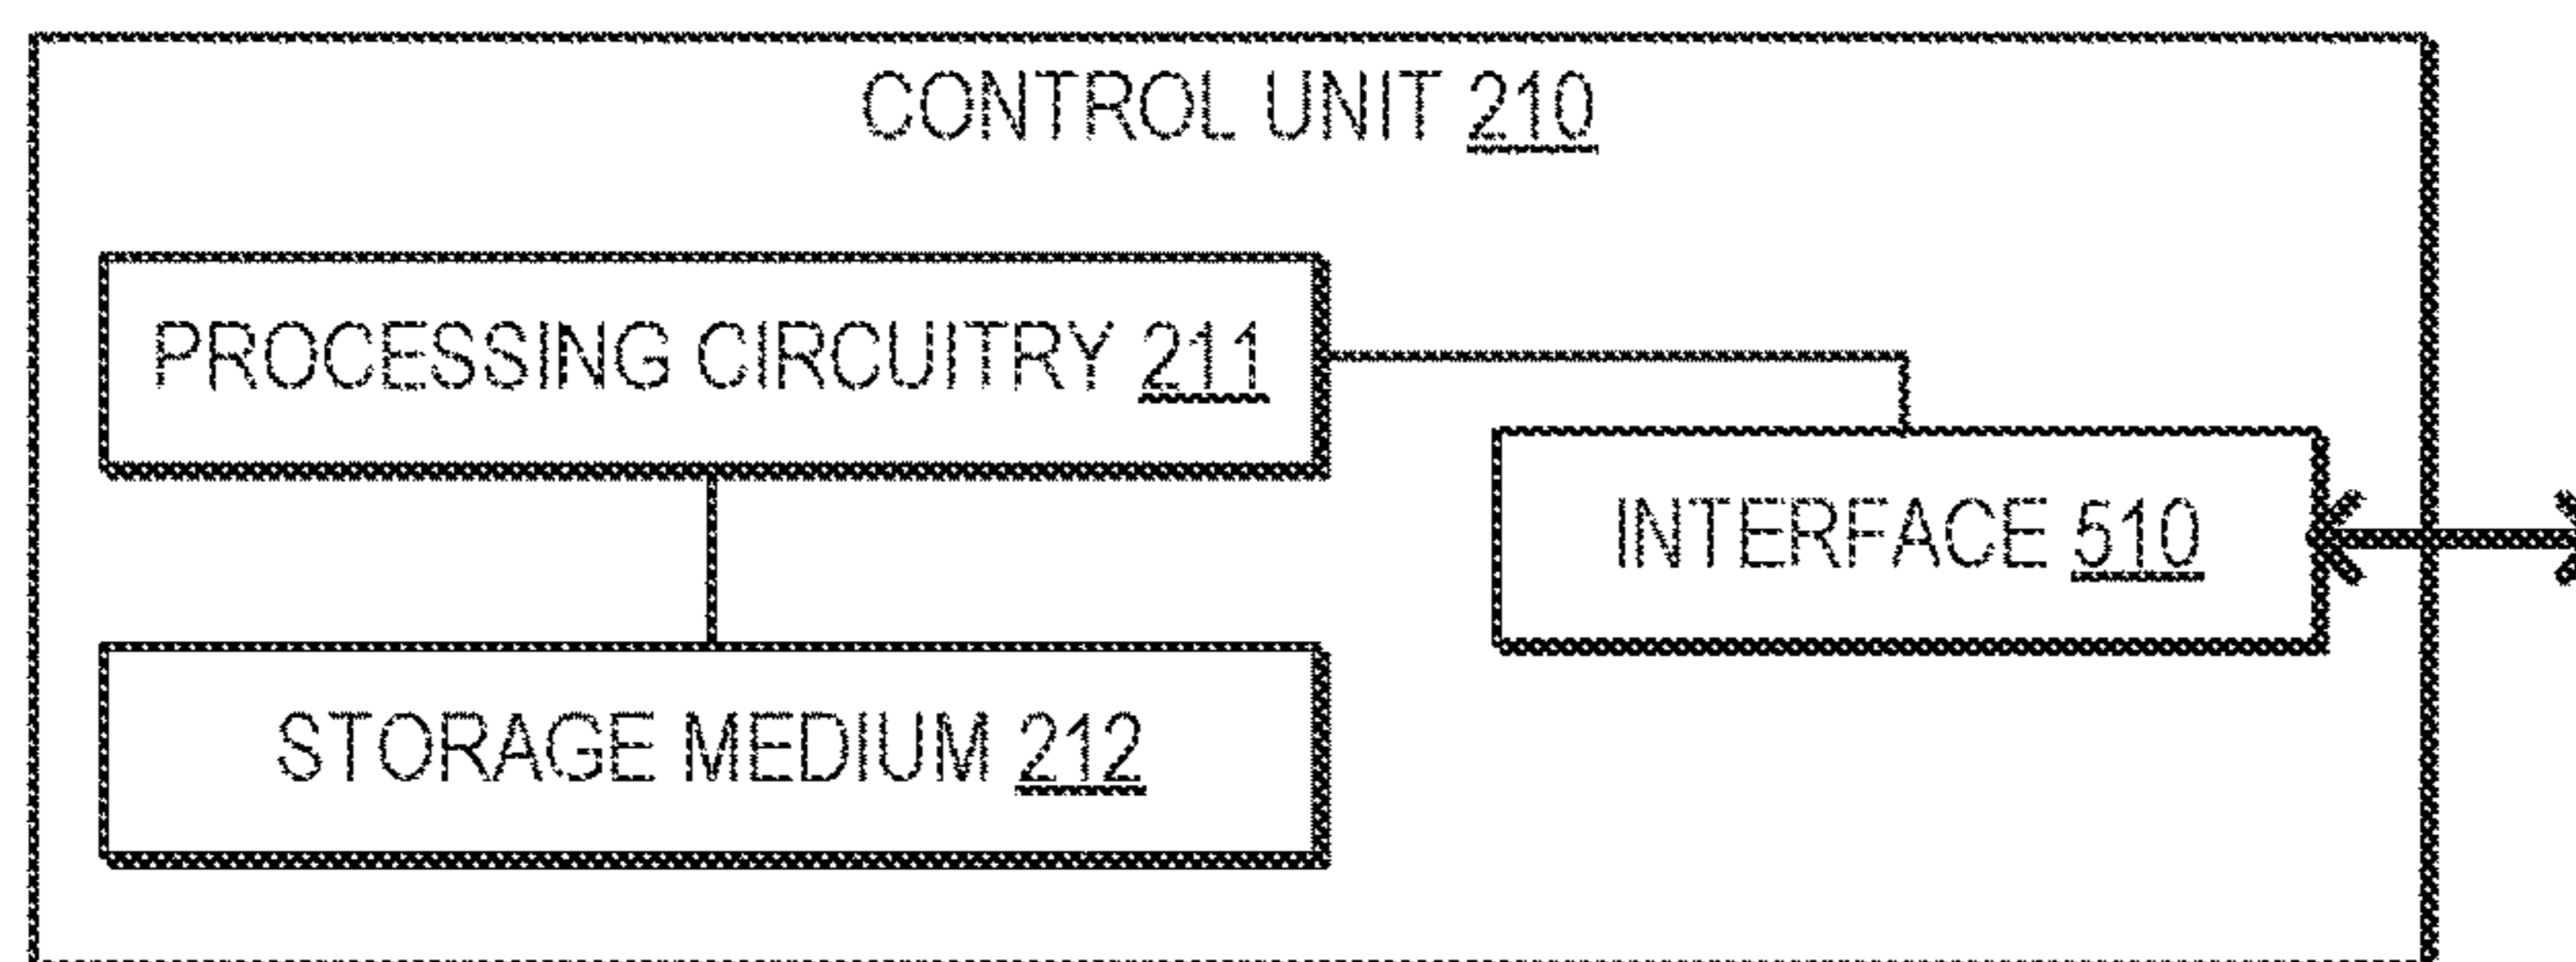 CONTROL UNIT 210
PROCESSING CIRCUITRY 211
INTERFACE 510
STORAGE MEDIUM 212